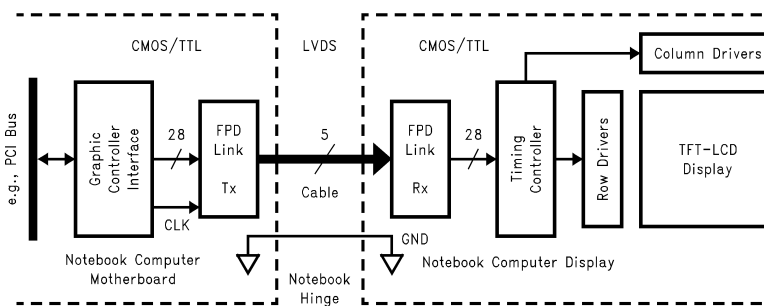 CMOS/TTL
LVDS
CMOS/TTL
Column Drivers
e.g., PCI Bus
Graphic
Controller
Interface
28
FPD
Link
Tx
CLK
5
Cable
FPD
Link
Rx
28
Timing
Controller
Row Drivers
TFT-LCD
Display
GND
Notebook Computer
Motherboard
Notebook
Hinge
Notebook Computer Display